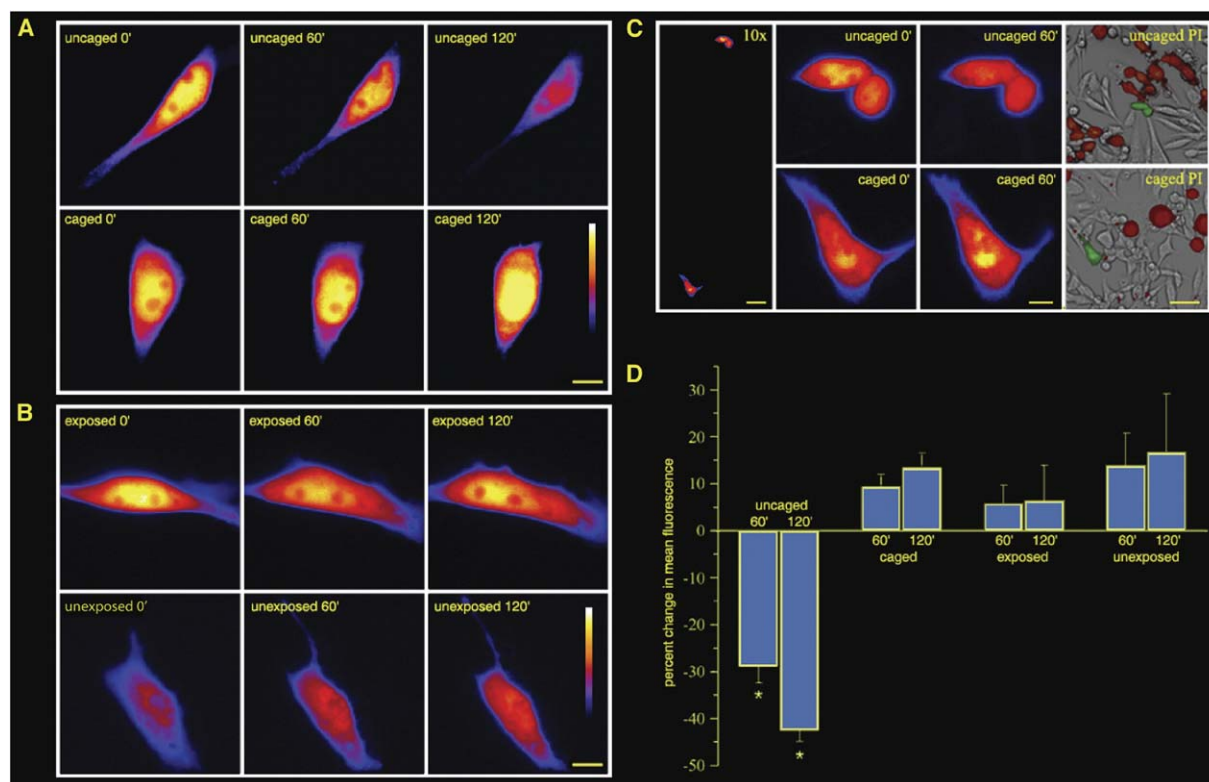 A
uncaged 0'
uncaged 60'
uncaged 120'
caged 0'
caged 60'
caged 120'
B
exposed 0'
exposed 60'
exposed 120'
unexposed 0'
unexposed 60'
unexposed 120'
C
10x
uncaged 0'
uncaged 60'
uncaged PI
caged 0'
caged 60'
caged PI
D
percent change in mean fluorescence
30
20
10
0
-10
-20
-30
-40
-50
uncaged
60' 120'
* *
60' 120'
caged
60' 120'
exposed
60' 120'
unexposed